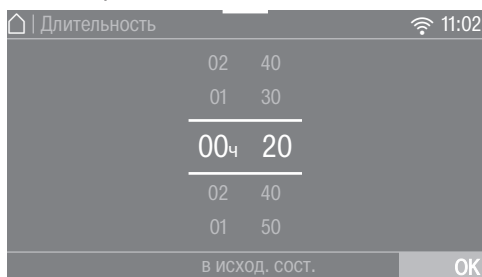 | Длительность 11:02
02 40
01 30
00ч 20
02 40
01 50
в исход. сост. OK